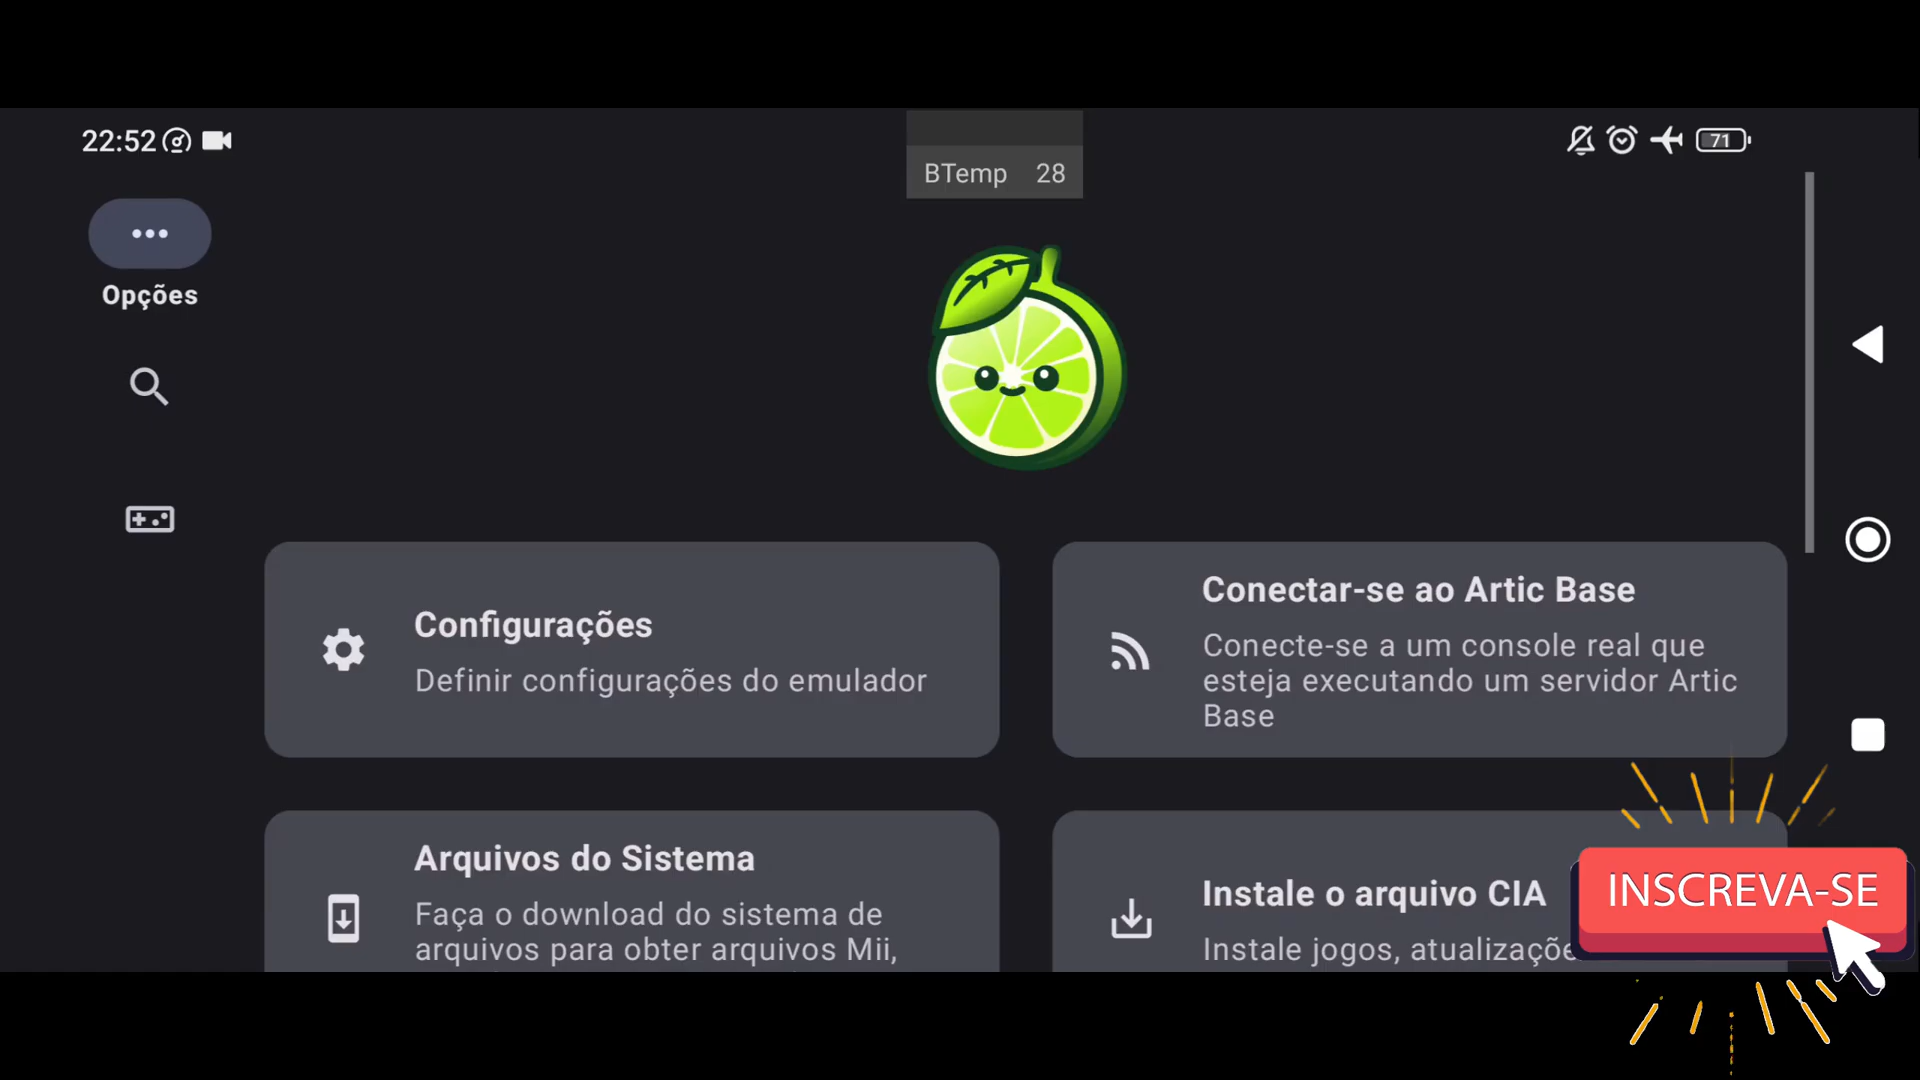 22:52
71
BTemp 28
Opções
Configurações
Definir configurações do emulador
Conectar-se ao Artic Base
Conecte-se a um console real que
esteja executando um servidor Artic
Base
Arquivos do Sistema
Faça o download do sistema de
arquivos para obter arquivos Mii,
Instale o arquivo CIA
Instale jogos, atualizaçõe
INSCREVA-SE